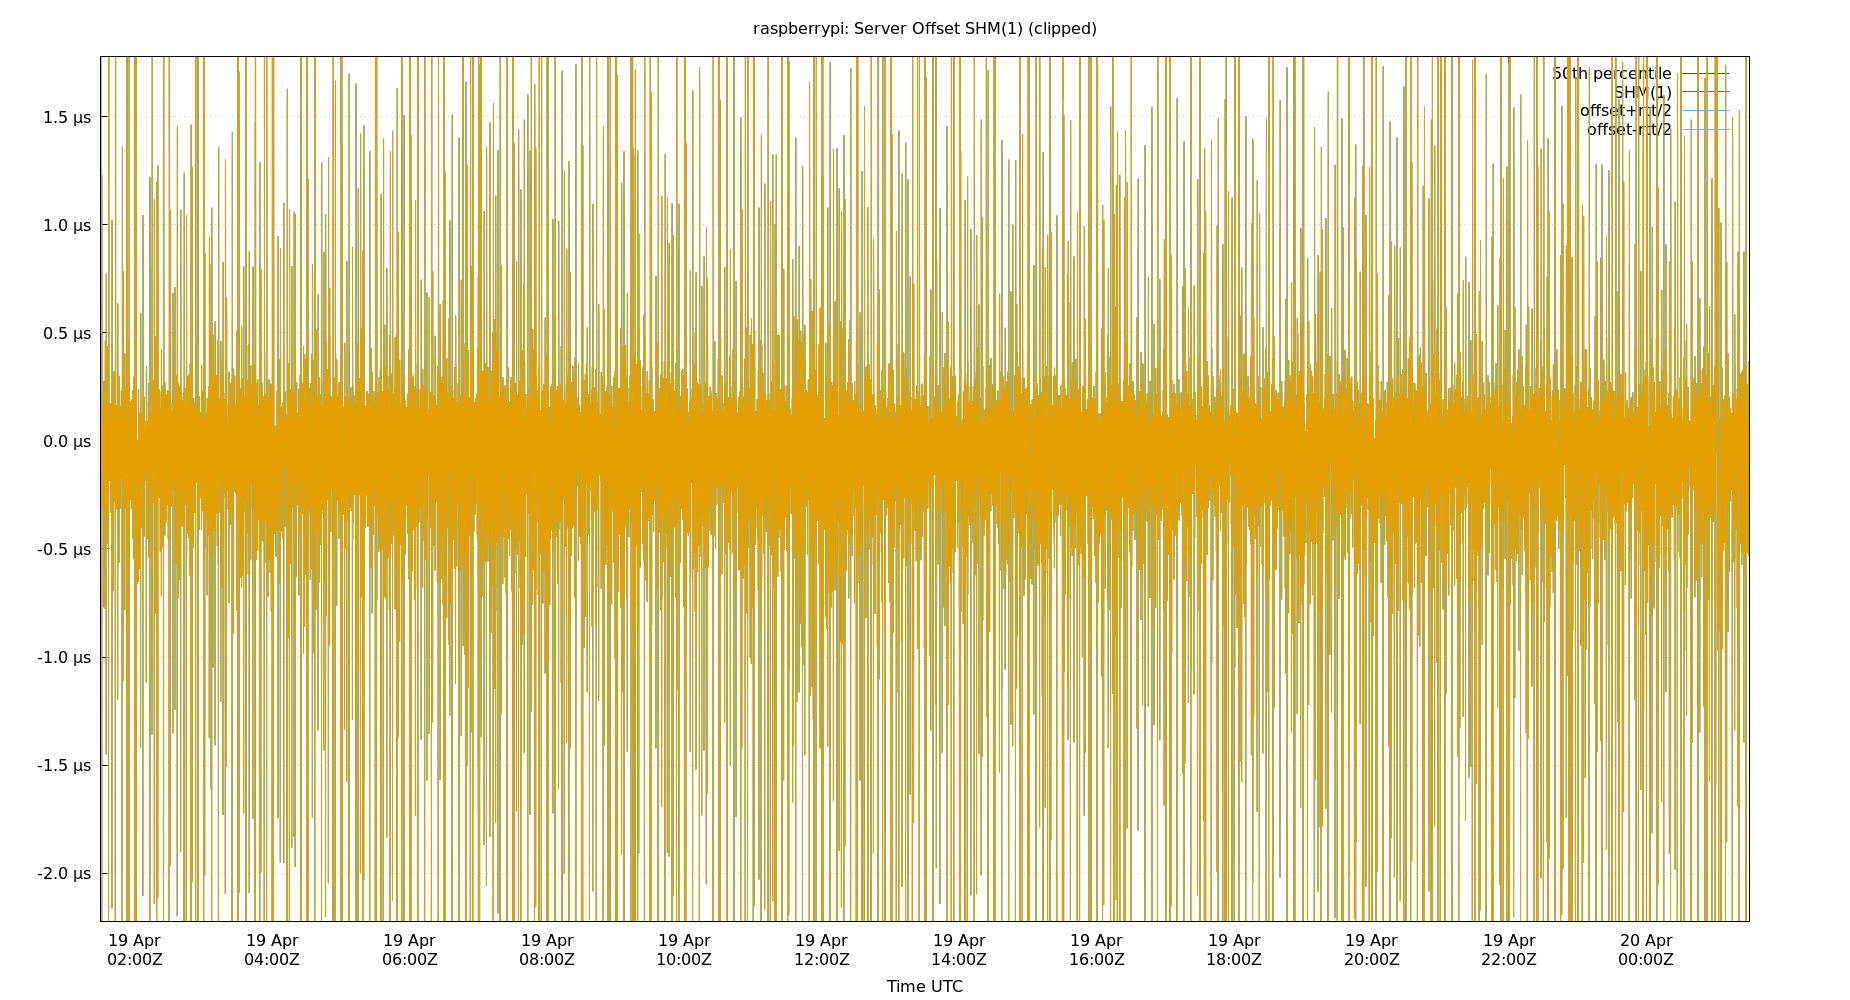 raspberrypi: Server Offset SHM(1) (clipped)
50th percentile
SHM(1)
offset+rtt/2
offset-rtt/2
1.5 µs
1.0 µs
0.5 µs
0.0 µs
-0.5 µs
-1.0 µs
-1.5 µs
-2.0 µs
19 Apr 19 Apr 19 Apr 19 Apr 19 Apr 19 Apr 19 Apr 19 Apr 19 Apr 19 Apr 19 Apr 20 Apr
02:00Z 04:00Z 06:00Z 08:00Z 10:00Z 12:00Z 14:00Z 16:00Z 18:00Z 20:00Z 22:00Z 00:00Z
Time UTC